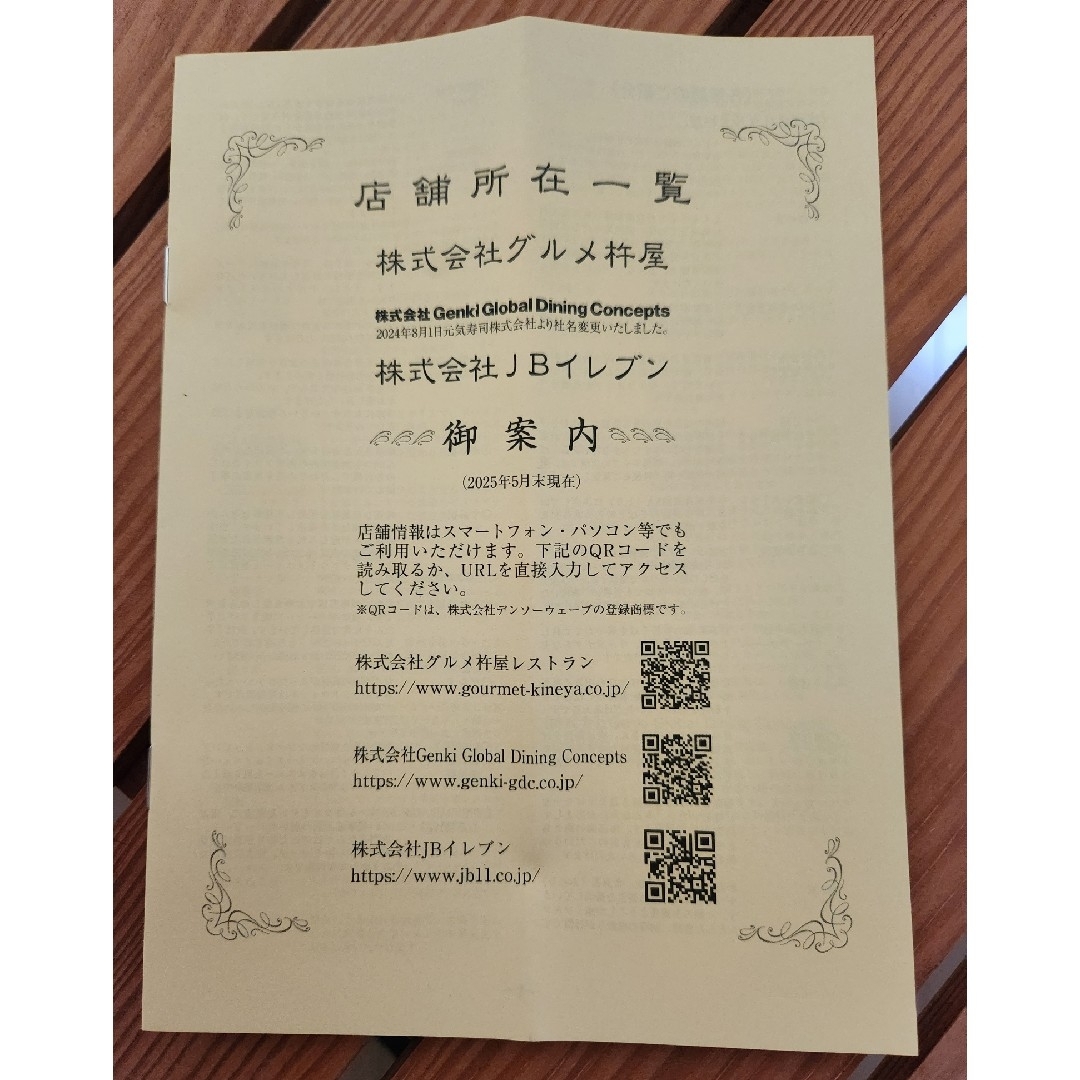 店舗所在一覧
株式会社グルメ杵屋
株式会社 Genki Global Dining Concepts
2024年8月1日元気寿司株式会社より社名変更いたしました。
株式会社JBイレブン
御案内
(2025年5月末現在)
店舗情報はスマートフォン・パソコン等でも
ご利用いただけます。下記のQRコードを
読み取るか、URLを直接入力してアクセス
してください。
※QRコードは、株式会社デンソーウェーブの登録商標です。
株式会社グルメ杵屋レストラン
https://www.gourmet-kineya.co.jp/
株式会社Genki Global Dining Concepts
https://www.genki-gdc.co.jp/
株式会社JBイレブン
https://www.jb11.co.jp/